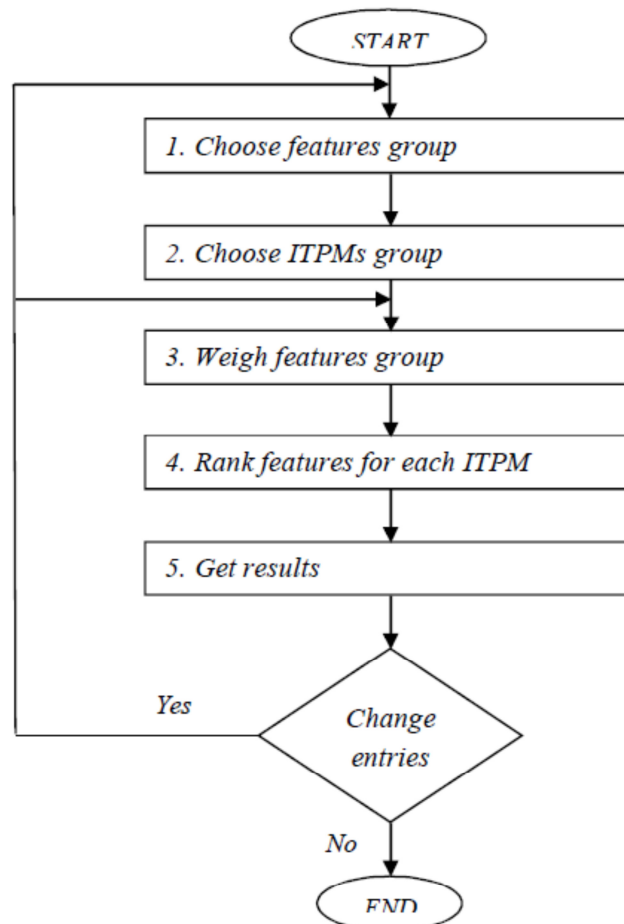 START
1. Choose features group
2. Choose ITPMs group
3. Weigh features group
4. Rank features for each ITPM
5. Get results
Yes
Change
entries
No
END